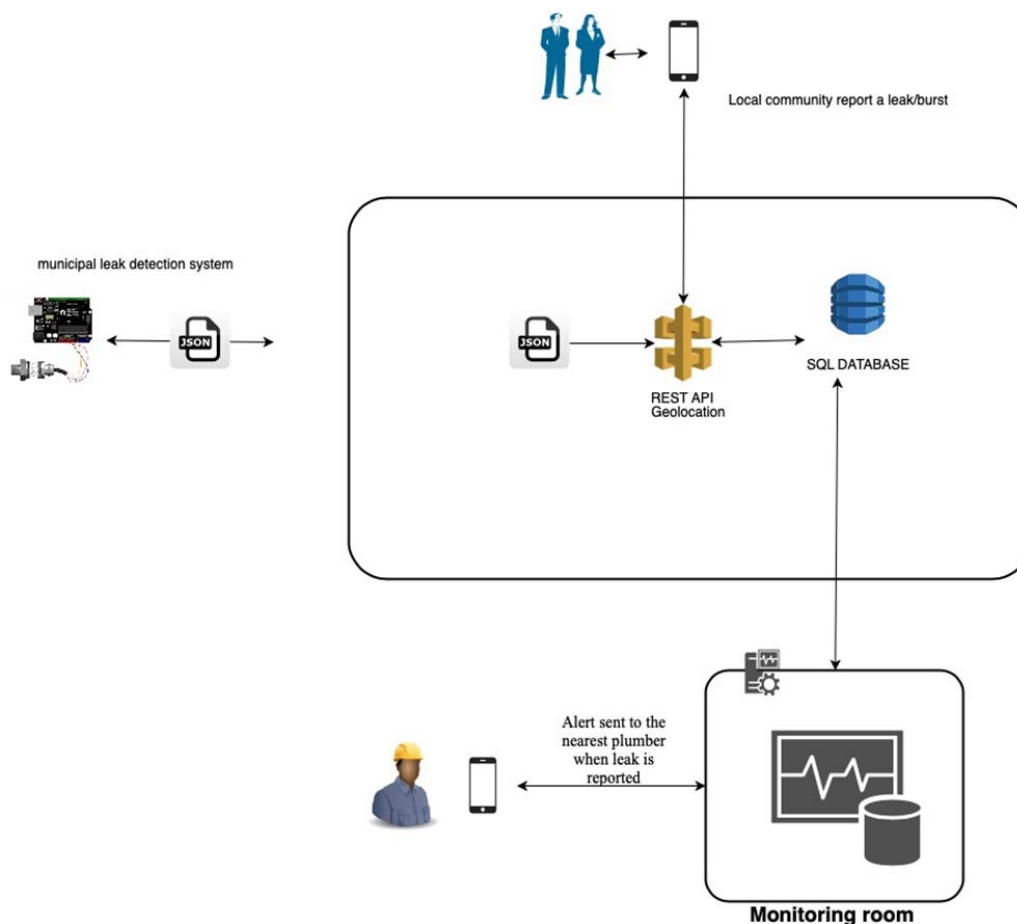 Local community report a leak/burst
municipal leak detection system
JSON
JSON
REST API
Geolocation
SQL DATABASE
Alert sent to the
nearest plumber
when leak is
reported
Monitoring room